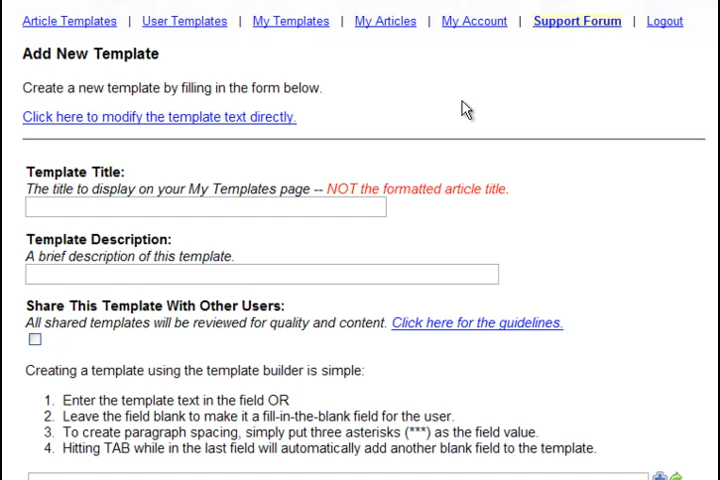 Article Templates | User Templates | My Templates | My Articles | My Account | Support Forum | Logout
Add New Template
Create a new template by filling in the form below.
Click here to modify the template text directly.
Template Title:
The title to display on your My Templates page -- NOT the formatted article title.
Template Description:
A brief description of this template.
Share This Template With Other Users:
All shared templates will be reviewed for quality and content. Click here for the guidelines.
Creating a template using the template builder is simple:
1. Enter the template text in the field OR
2. Leave the field blank to make it a fill-in-the-blank field for the user.
3. To create paragraph spacing, simply put three asterisks (***) as the field value.
4. Hitting TAB while in the last field will automatically add another blank field to the template.